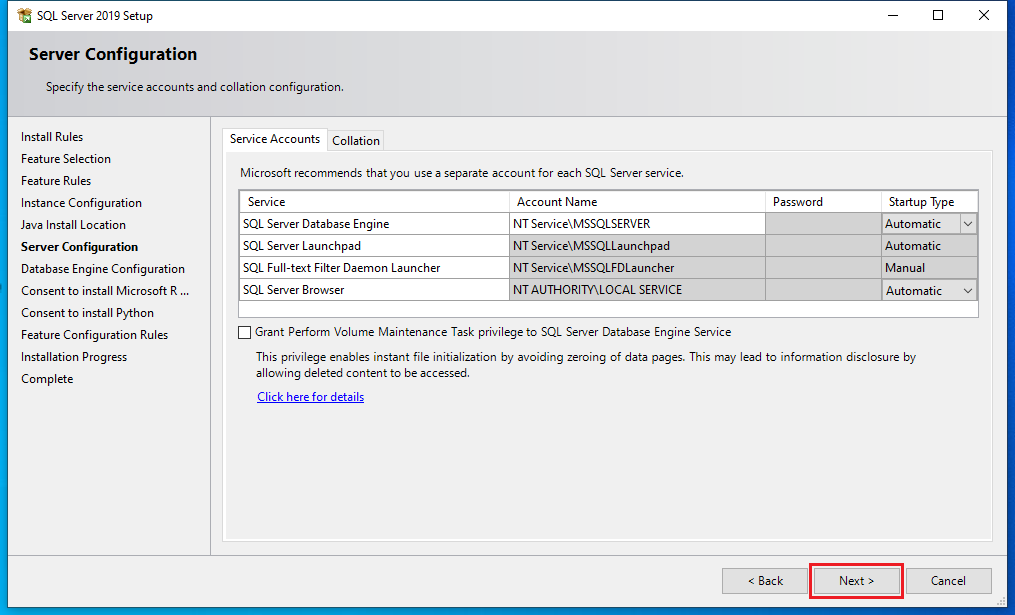 SQL Server 2019 Setup
Server Configuration
Specify the service accounts and collation configuration.
Install Rules
Feature Selection
Feature Rules
Instance Configuration
Java Install Location
Server Configuration
Database Engine Configuration
Consent to install Microsoft R ...
Consent to install Python
Feature Configuration Rules
Installation Progress
Complete
Service Accounts Collation
Microsoft recommends that you use a separate account for each SQL Server service.
Service Account Name Password Startup Type
SQL Server Database Engine NT Service\MSSQLSERVER Automatic
SQL Server Launchpad NT Service\MSSQLLaunchpad Automatic
SQL Full-text Filter Daemon Launcher NT Service\MSSQLFDLauncher Manual
SQL Server Browser NT AUTHORITY\LOCAL SERVICE Automatic
Grant Perform Volume Maintenance Task privilege to SQL Server Database Engine Service
This privilege enables instant file initialization by avoiding zeroing of data pages. This may lead to information disclosure by
allowing deleted content to be accessed.
Click here for details
< Back Next > Cancel